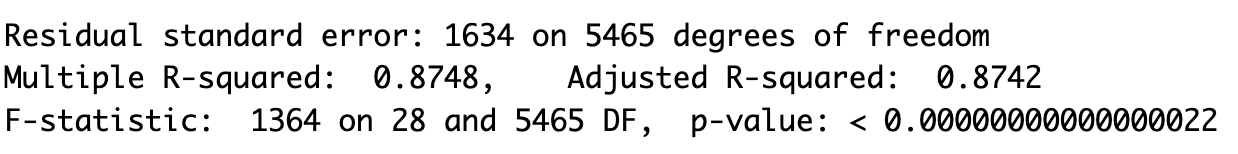 Residual standard error: 1634 on 5465 degrees of freedom
Multiple R-squared:  0.8748,    Adjusted R-squared:  0.8742
F-statistic:  1364 on 28 and 5465 DF,  p-value: < 0.00000000000000022